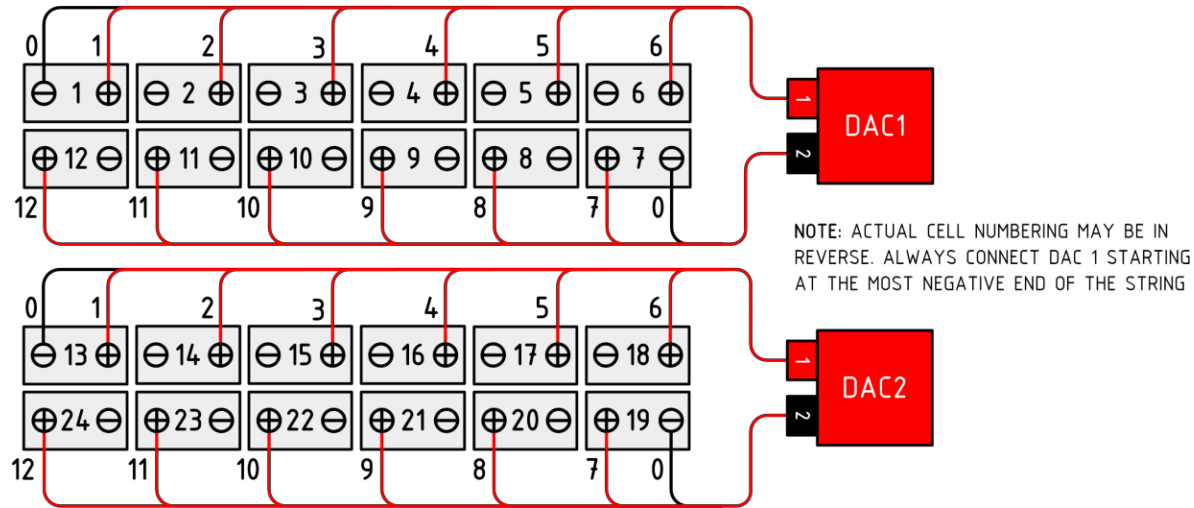 0 1 2 3 4 5 6
1 2 3 4 5 6
1
DAC1
2
12 11 10 9 8 7
12 11 10 9 8 7 0
NOTE: ACTUAL CELL NUMBERING MAY BE IN
REVERSE. ALWAYS CONNECT DAC 1 STARTING
AT THE MOST NEGATIVE END OF THE STRING
0 1 2 3 4 5 6
13 14 15 16 17 18
1
DAC2
2
24 23 22 21 20 19
12 11 10 9 8 7 0